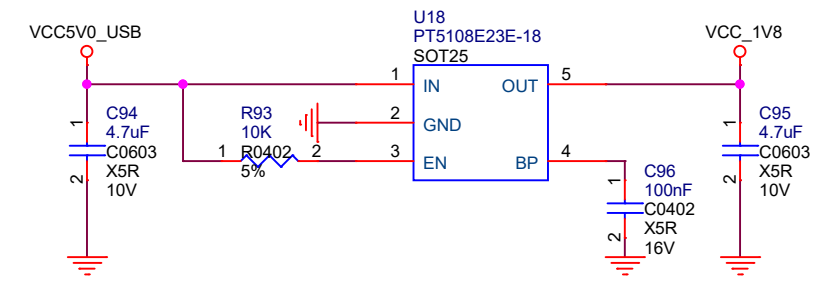 VCC5V0_USB
U18
PT5108E23E-18
SOT25
VCC_1V8
1
IN
OUT
5
2
GND
3
EN
BP
4
1
C94
4.7uF
C0603
X5R
10V
2
R93
10K
1
R0402
2
5%
1
C96
100nF
C0402
X5R
16V
2
1
C95
4.7uF
C0603
X5R
10V
2